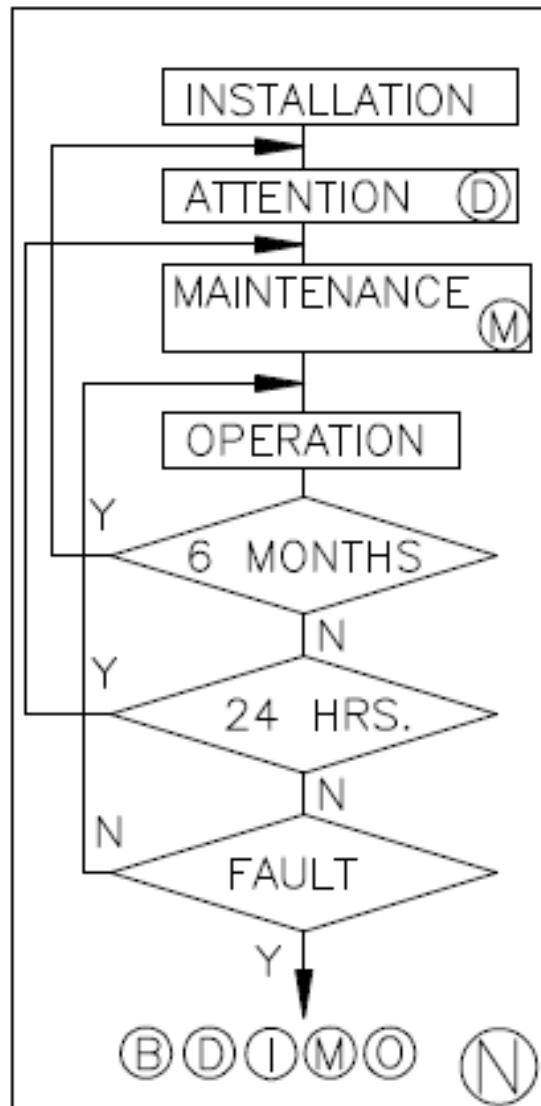 INSTALLATION
ATTENTION D
MAINTENANCE
M
OPERATION
Y
6 MONTHS
N
Y
24 HRS.
N
N
FAULT
Y
B D I M O N